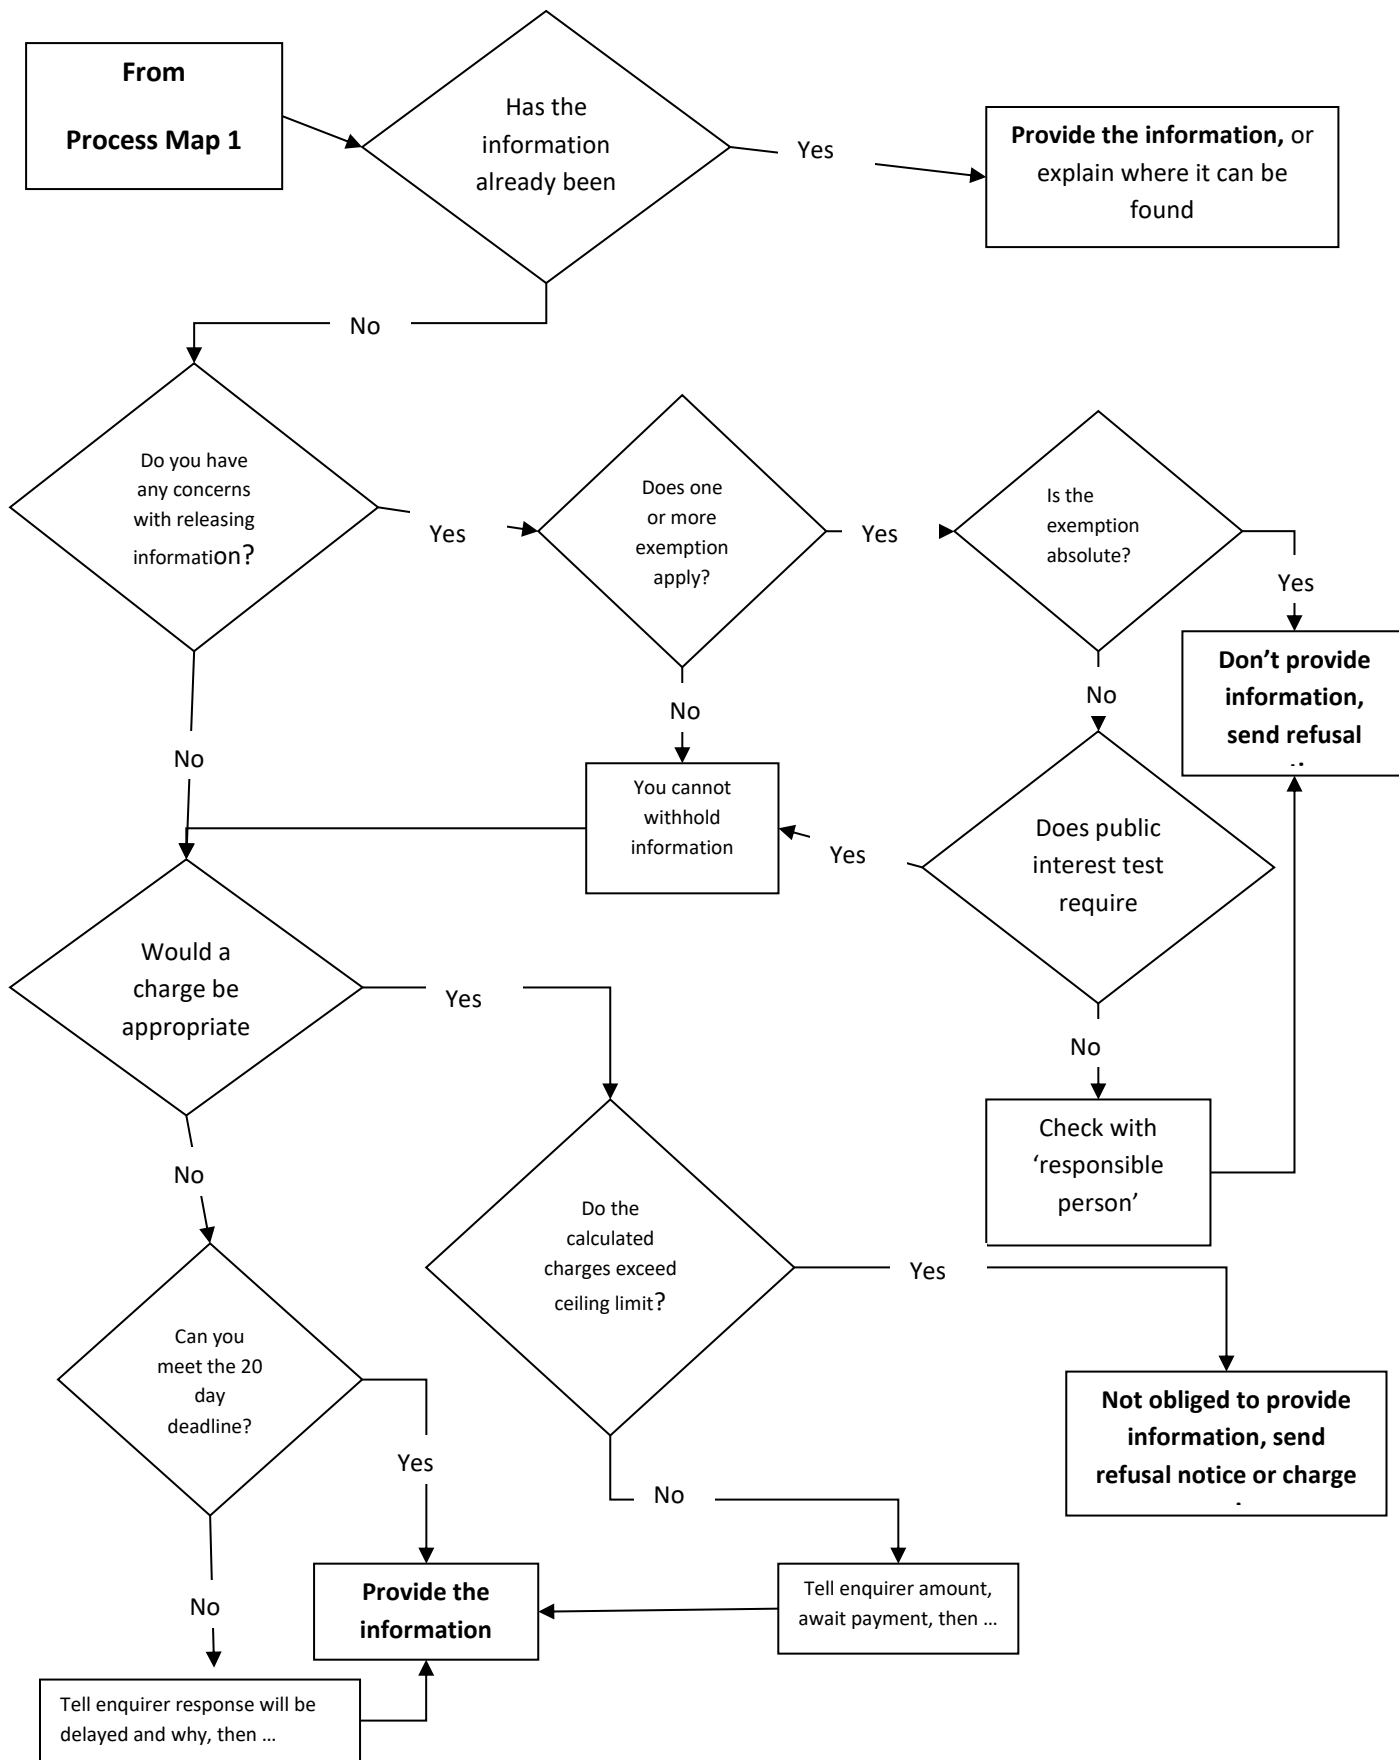 From
Process Map 1
Has the
information
already been
Yes
Provide the information, or
explain where it can be
found
No
Do you have
any concerns
with releasing
information?
Yes
Does one
or more
exemption
apply?
Yes
Is the
exemption
absolute?
Yes
Don’t provide
information,
send refusal
No
No
No
You cannot
withhold
information
Yes
Does public
interest test
require
Would a
charge be
appropriate
Yes
No
Check with
‘responsible
person’
No
Do the
calculated
charges exceed
ceiling limit?
Yes
Can you
meet the 20
day
deadline?
Not obliged to provide
information, send
refusal notice or charge
Yes
No
No
Provide the
information
Tell enquirer amount,
await payment, then ...
Tell enquirer response will be
delayed and why, then ...